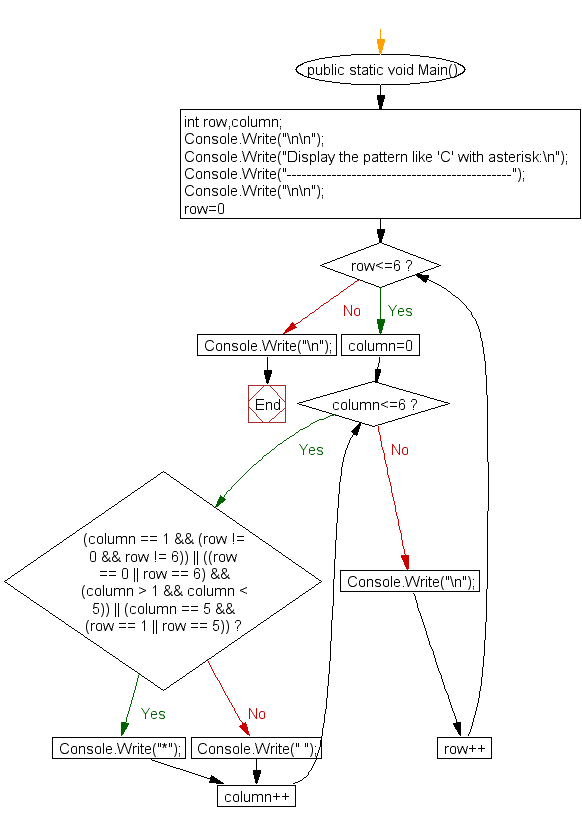 public static void Main()
int row,column;
Console.Write("\n\n");
Console.Write("Display the pattern like 'C' with asterisk:\n");
Console.Write("---------------------------------------------");
Console.Write("\n\n");
row=0
row<=6 ?
No
Yes
Console.Write("\n");
column=0
End
column<=6 ?
Yes
No
(column == 1 && (row !=
0 && row != 6)) || ((row
== 0 || row == 6) &&
(column > 1 && column <
5)) || (column == 5 &&
(row == 1 || row == 5)) ?
Console.Write("\n");
Yes
No
Console.Write("*");
Console.Write(" ");
row++
column++